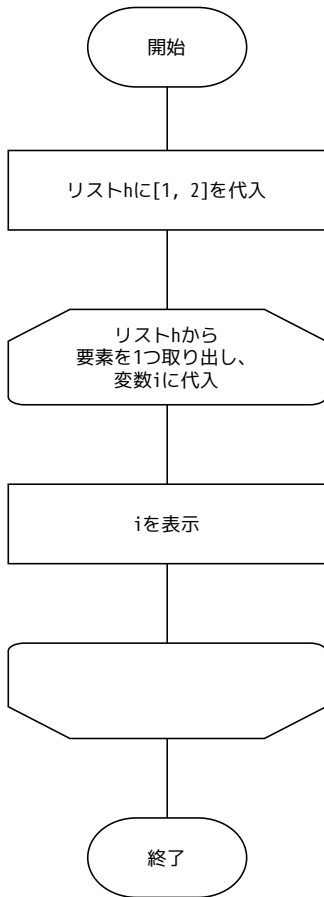 開始
リストhに[1, 2]を代入
リストhから
要素を1つ取り出し、
変数iに代入
iを表示
終了